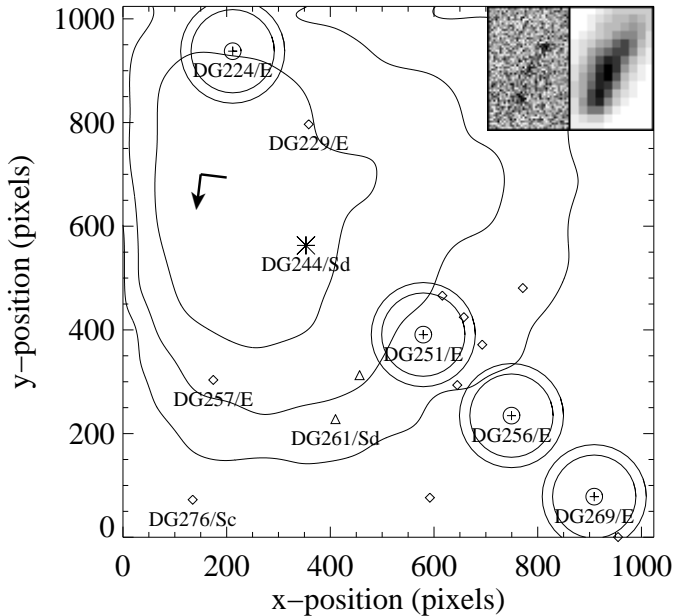 1000
DG224/E
800
DG229/E
600
DG244/Sd
y−position (pixels)
400
DG251/E
DG257/E
DG261/Sd
DG256/E
200
DG276/Sc
DG269/E
0
0 200 400 600 800 1000
x−position (pixels)